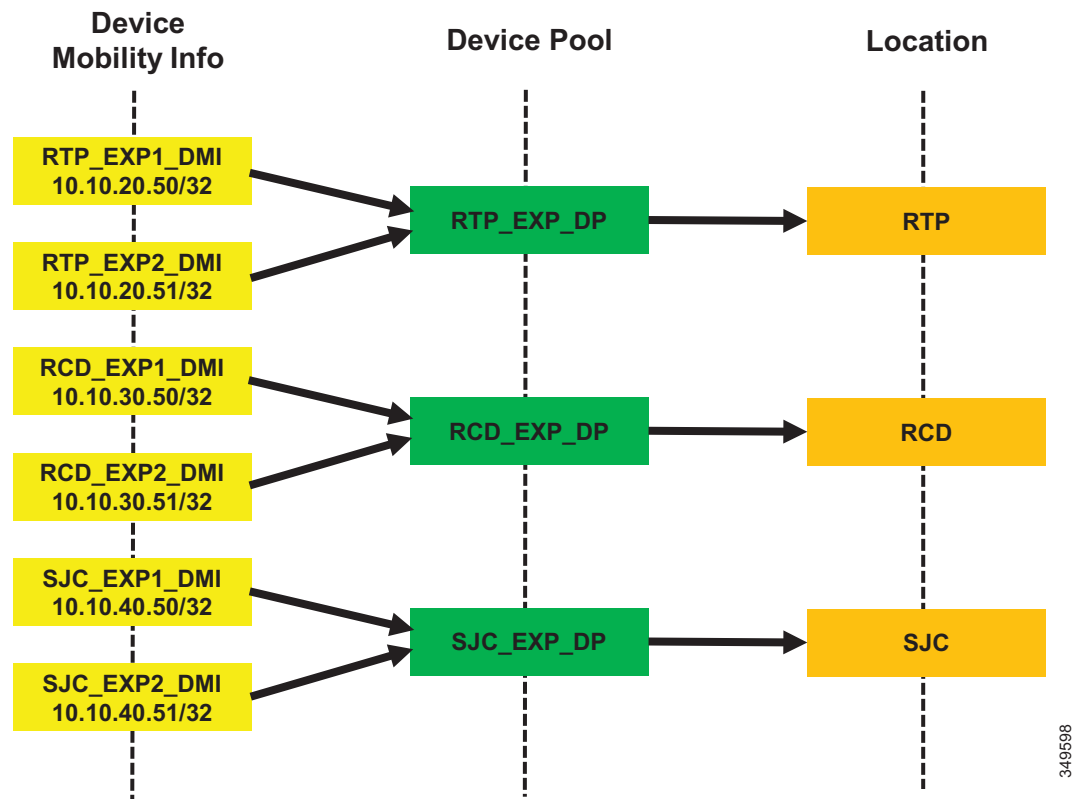 Device
Mobility Info
Device Pool
Location
RTP_EXP1_DMI
10.10.20.50/32
RTP_EXP2_DMI
10.10.20.51/32
RTP_EXP_DP
RTP
RCD_EXP1_DMI
10.10.30.50/32
RCD_EXP2_DMI
10.10.30.51/32
RCD_EXP_DP
RCD
SJC_EXP1_DMI
10.10.40.50/32
SJC_EXP2_DMI
10.10.40.51/32
SJC_EXP_DP
SJC
349598